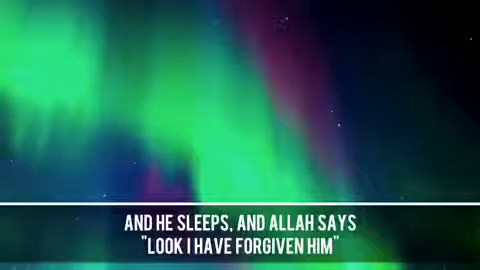 AND HE SLEEPS, AND ALLAH SAYS
"LOOK I HAVE FORGIVEN HIM"